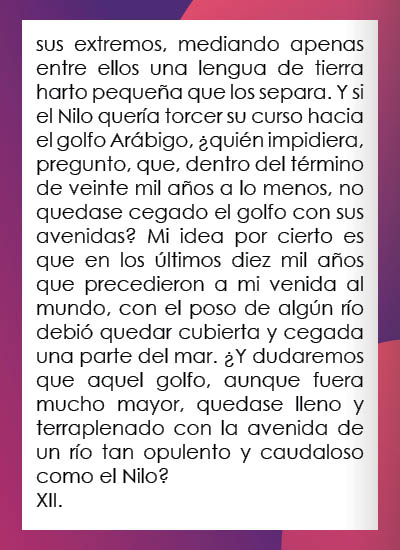 sus extremos, mediando apenas
entre ellos una lengua de tierra
harto pequeña que los separa. Y si
el Nilo quería torcer su curso hacia
el golfo Arábigo, ¿quién impidiera,
pregunto, que, dentro del término
de veinte mil años a lo menos, no
quedase cegado el golfo con sus
avenidas? Mi idea por cierto es
que en los últimos diez mil años
que precedieron a mi venida al
mundo, con el poso de algún río
debió quedar cubierta y cegada
una parte del mar. ¿Y dudaremos
que aquel golfo, aunque fuera
mucho mayor, quedase lleno y
terraplenado con la avenida de
un río tan opulento y caudaloso
como el Nilo?
XII.